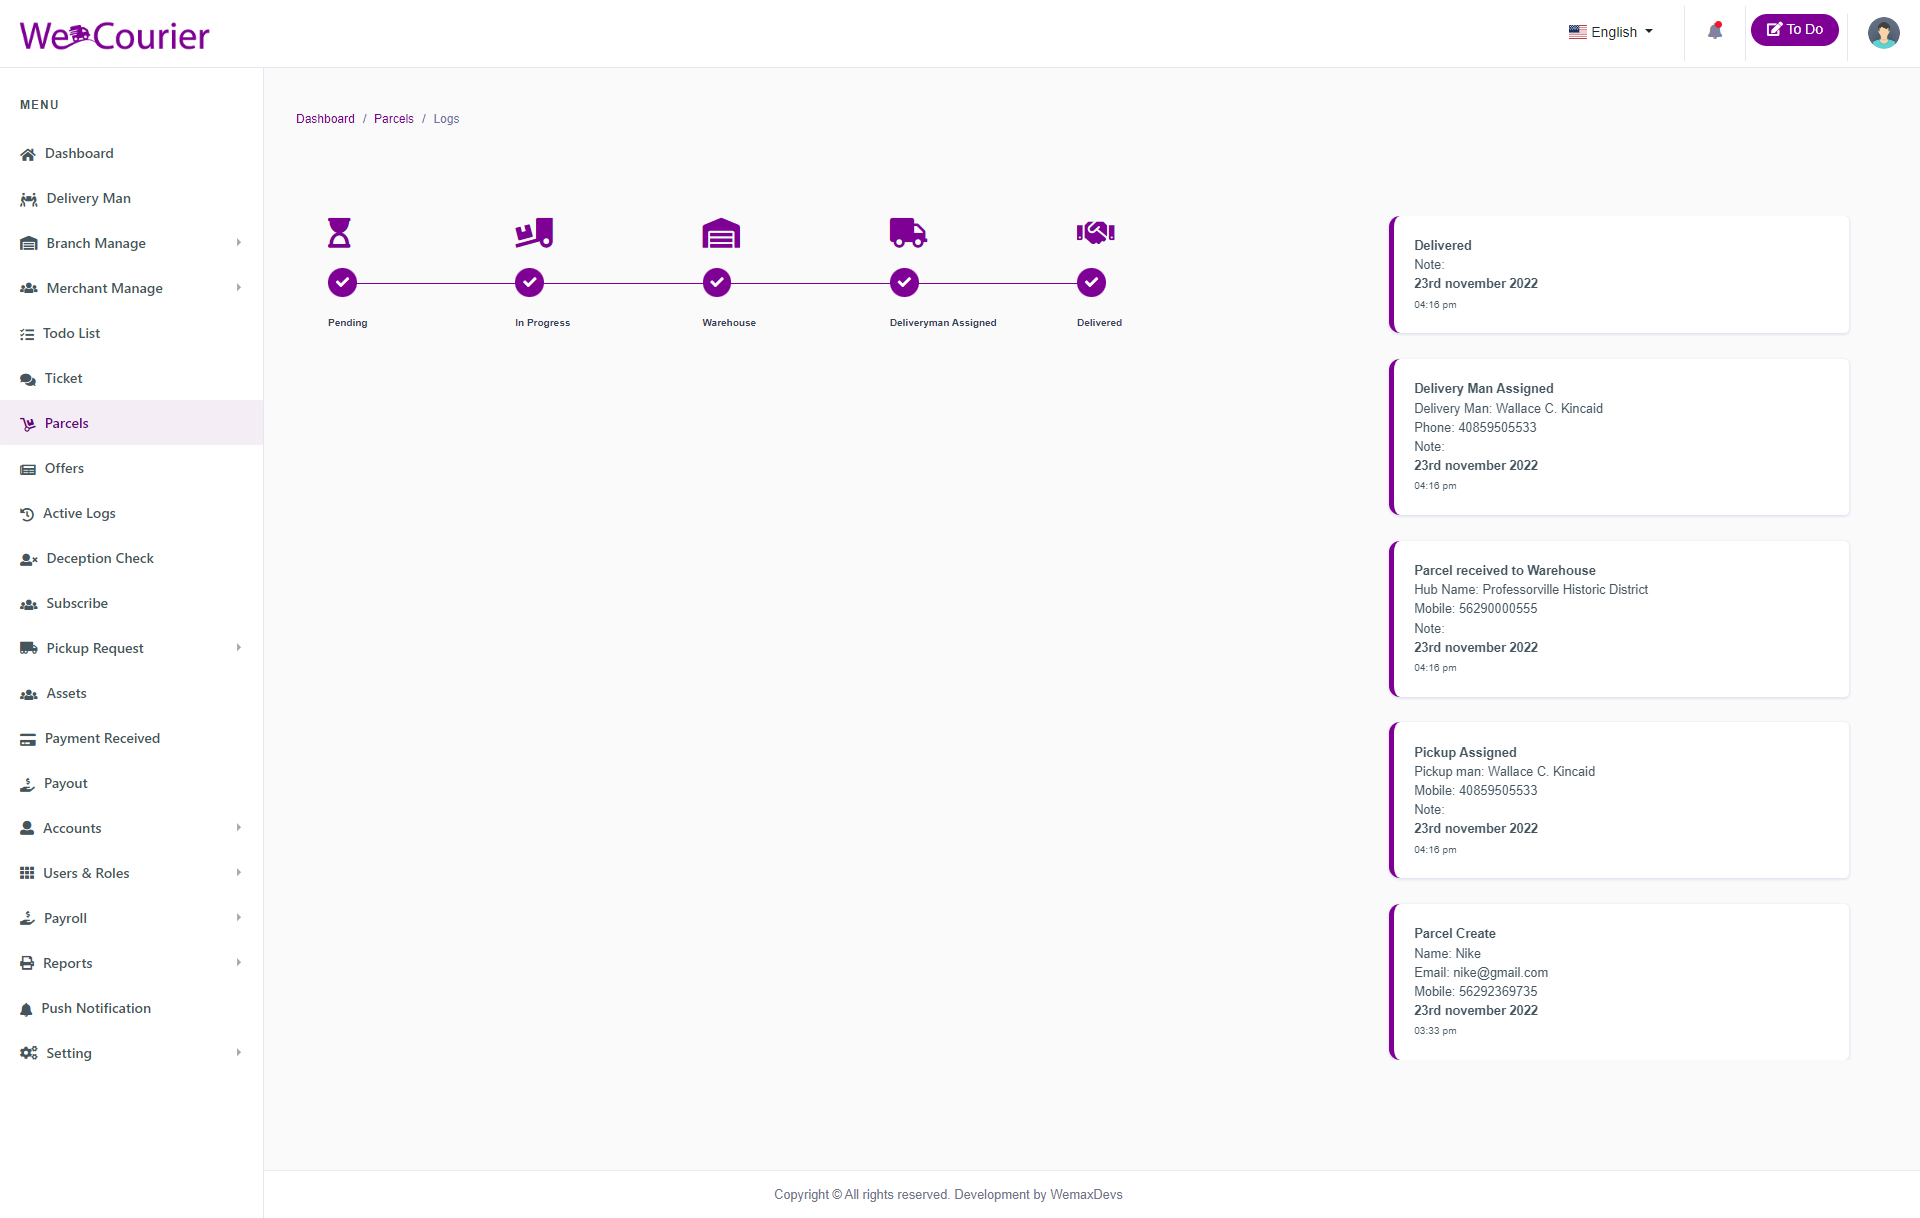 We Courier
English
To Do
MENU
Dashboard
Delivery Man
Branch Manage
Merchant Manage
Todo List
Ticket
Parcels
Offers
Active Logs
Deception Check
Subscribe
Pickup Request
Assets
Payment Received
Payout
Accounts
Users & Roles
Payroll
Reports
Push Notification
Setting
Dashboard / Parcels / Logs
Pending
In Progress
Warehouse
Deliveryman Assigned
Delivered
Delivered
Note:
23rd november 2022
04:16 pm
Delivery Man Assigned
Delivery Man: Wallace C. Kincaid
Phone: 40859505533
Note:
23rd november 2022
04:16 pm
Parcel received to Warehouse
Hub Name: Professorville Historic District
Mobile: 56290000555
Note:
23rd november 2022
04:16 pm
Pickup Assigned
Pickup man: Wallace C. Kincaid
Mobile: 40859505533
Note:
23rd november 2022
04:16 pm
Parcel Create
Name: Nike
Email: nike@gmail.com
Mobile: 56292369735
23rd november 2022
03:33 pm
Copyright © All rights reserved. Development by WemaxDevs